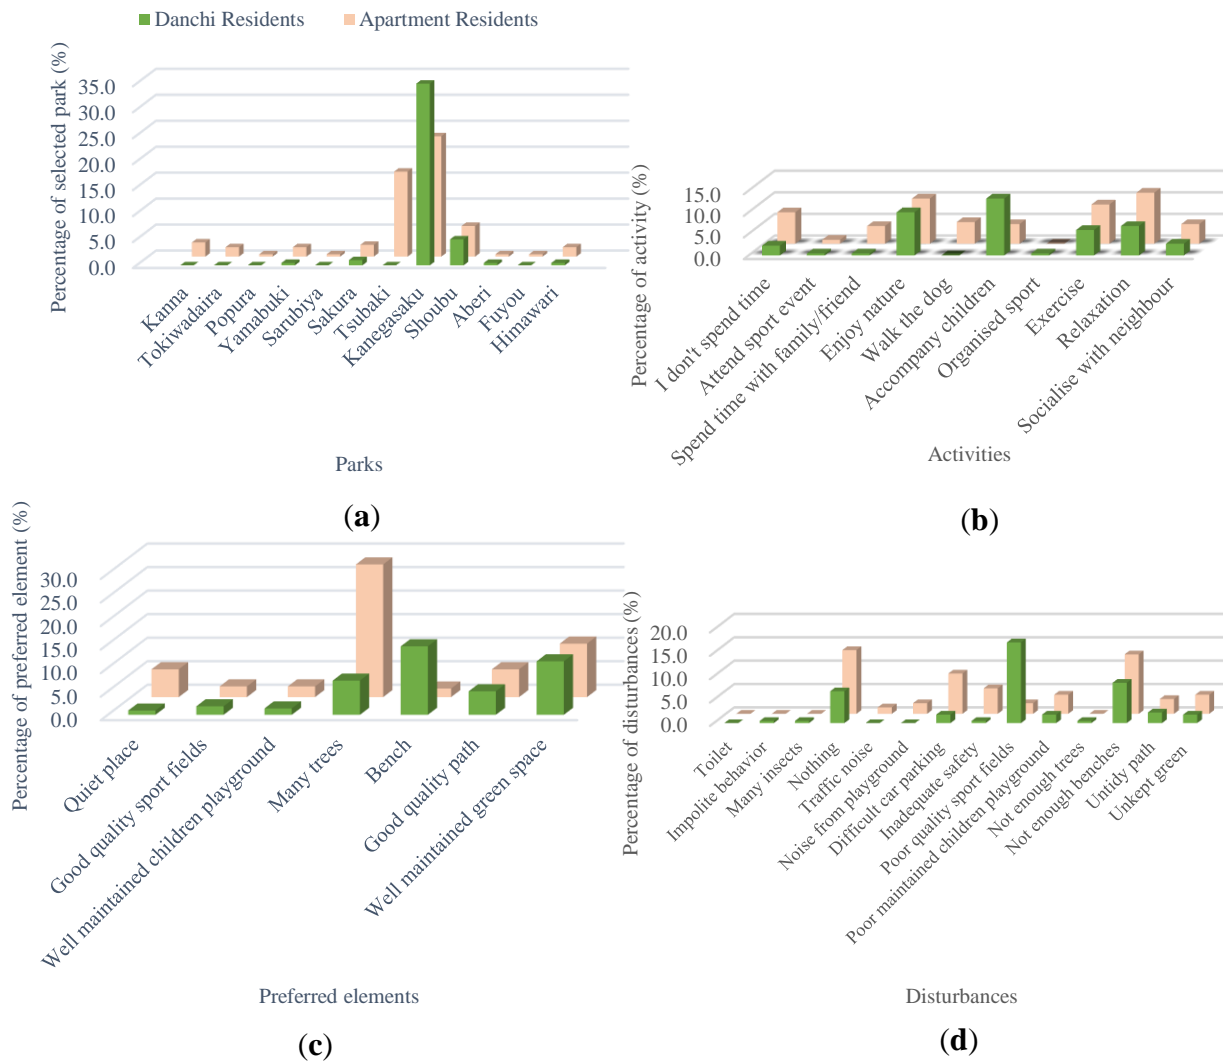 Danchi Residents
Apartment Residents
Percentage of selected park (%)
35.0
30.0
25.0
20.0
15.0
10.0
5.0
0.0
Kanna
Tokiwadaira
Popura
Yamabuki
Sarubiya
Sakura
Tsubaki
Kanegasaku
Shoubu
Aberi
Fuyou
Himawari
Parks
(a)
Percentage of activity (%)
15.0
10.0
5.0
0.0
I don't spend time
Attend sport event
Spend time with family/friend
Enjoy nature
Walk the dog
Accompany children
Organised sport
Exercise
Relaxation
Socialise with neighbour
Activities
(b)
Percentage of preferred element (%)
30.0
25.0
20.0
15.0
10.0
5.0
0.0
Quiet place
Good quality sport fields
Well maintained children playground
Many trees
Bench
Good quality path
Well maintained green space
Preferred elements
(c)
Percentage of disturbances (%)
20.0
15.0
10.0
5.0
0.0
Toilet
Impolite behavior
Many insects
Nothing
Traffic noise
Noise from playground
Difficult car parking
Inadequate safety
Poor quality sport fields
Poor maintained children playground
Not enough trees
Not enough benches
Untidy path
Unkept green
Disturbances
(d)